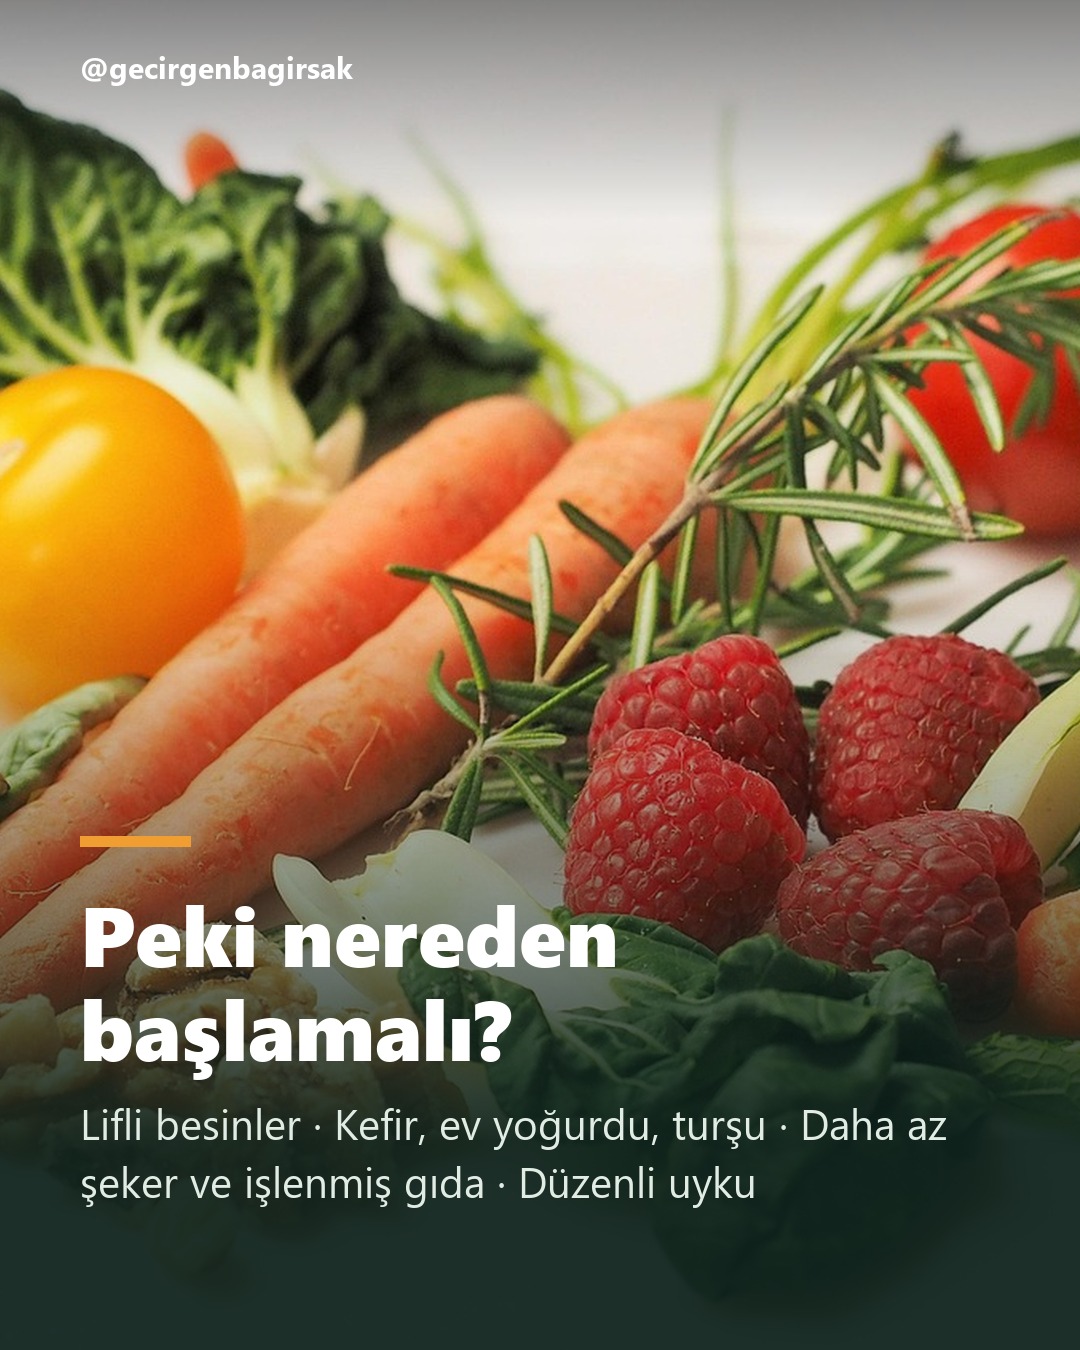 @gecirgenbagirsak
Peki nereden
başlamalı?
Lifli besinler · Kefir, ev yoğurdu, turşu · Daha az
şeker ve işlenmiş gıda · Düzenli uyku